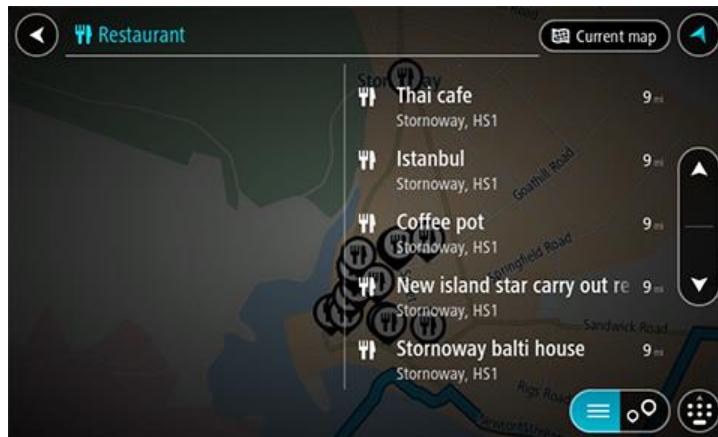 Restaurant
Current map
Thai cafe 9 mi
Stornoway, HS1
Istanbul 9 mi
Stornoway, HS1
Goathill Road
Coffee pot 9 mi
Stornoway, HS1
Springfield Road
New island star carry out re 9 mi
Stornoway, HS1
Sandwick Road
Stornoway balti house 9 mi
Stornoway, HS1
Rigs Road